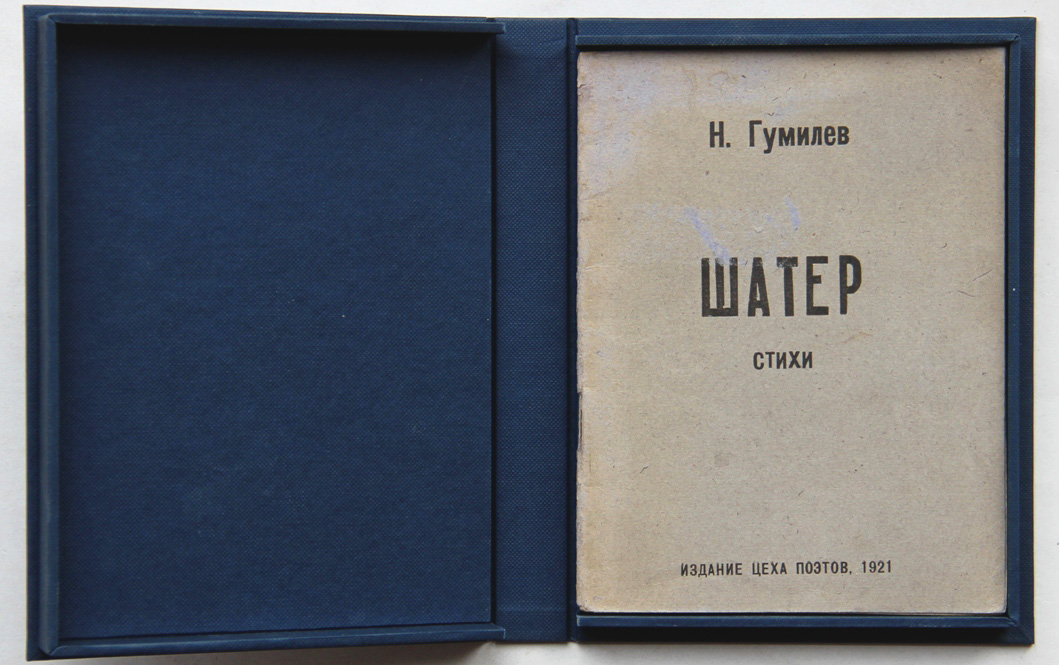 Н. Гумилев
ШАТЕР
СТИХИ
ИЗДАНИЕ ЦЕХА ПОЭТОВ, 1921